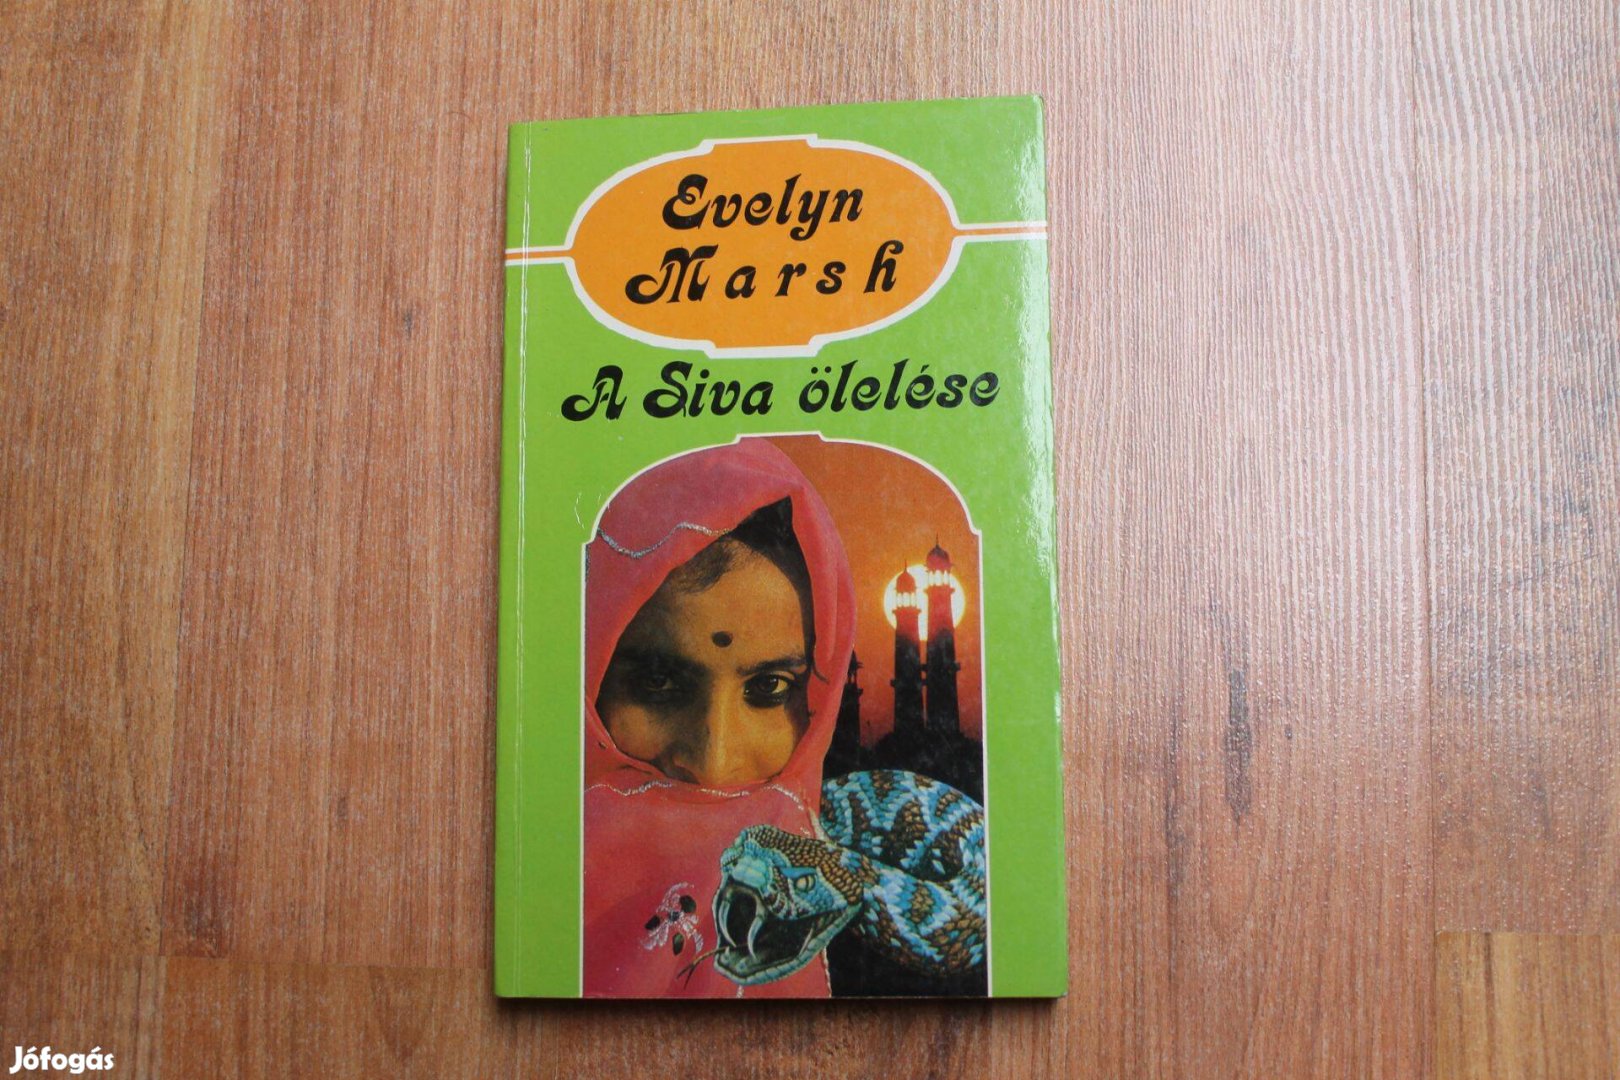 Evelyn
Marsh
A Siva ölelése
Jófogás